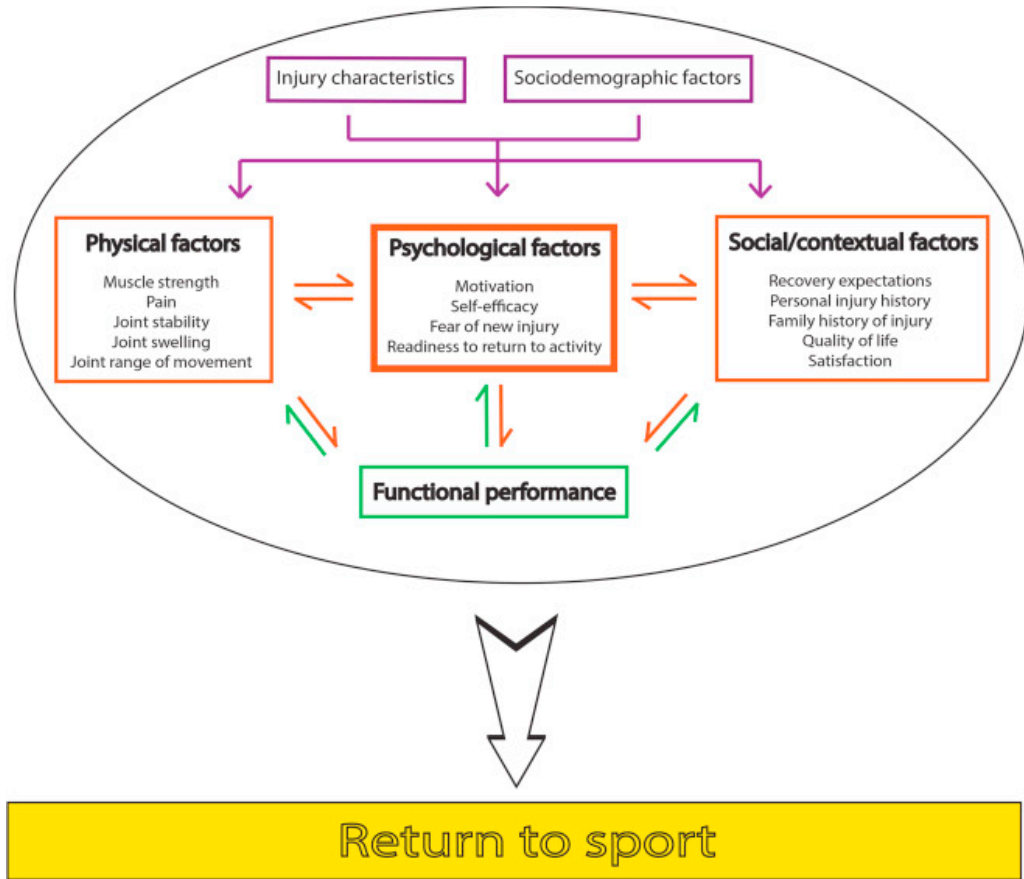 Injury characteristics
Sociodemographic factors
Physical factors
Muscle strength
Pain
Joint stability
Joint swelling
Joint range of movement
Psychological factors
Motivation
Self-efficacy
Fear of new injury
Readiness to return to activity
Social/contextual factors
Recovery expectations
Personal injury history
Family history of injury
Quality of life
Satisfaction
Functional performance
Return to sport